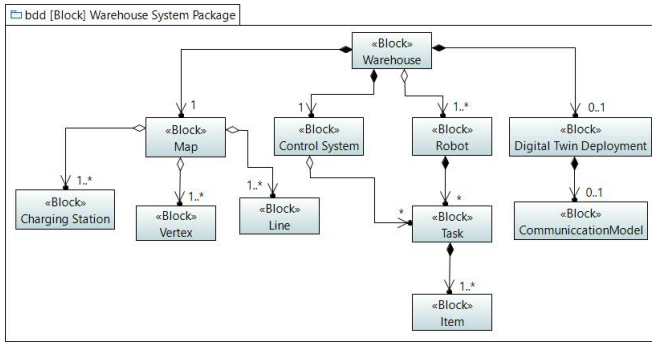 bdd [Block] Warehouse System Package
«Block»
Warehouse
1
1
1..*
0..1
«Block»
Map
«Block»
Control System
«Block»
Robot
«Block»
Digital Twin Deployment
1..*
1..*
1..*
*
*
0..1
«Block»
Charging Station
«Block»
Vertex
«Block»
Line
«Block»
Task
«Block»
CommuniccationModel
1..*
«Block»
Item